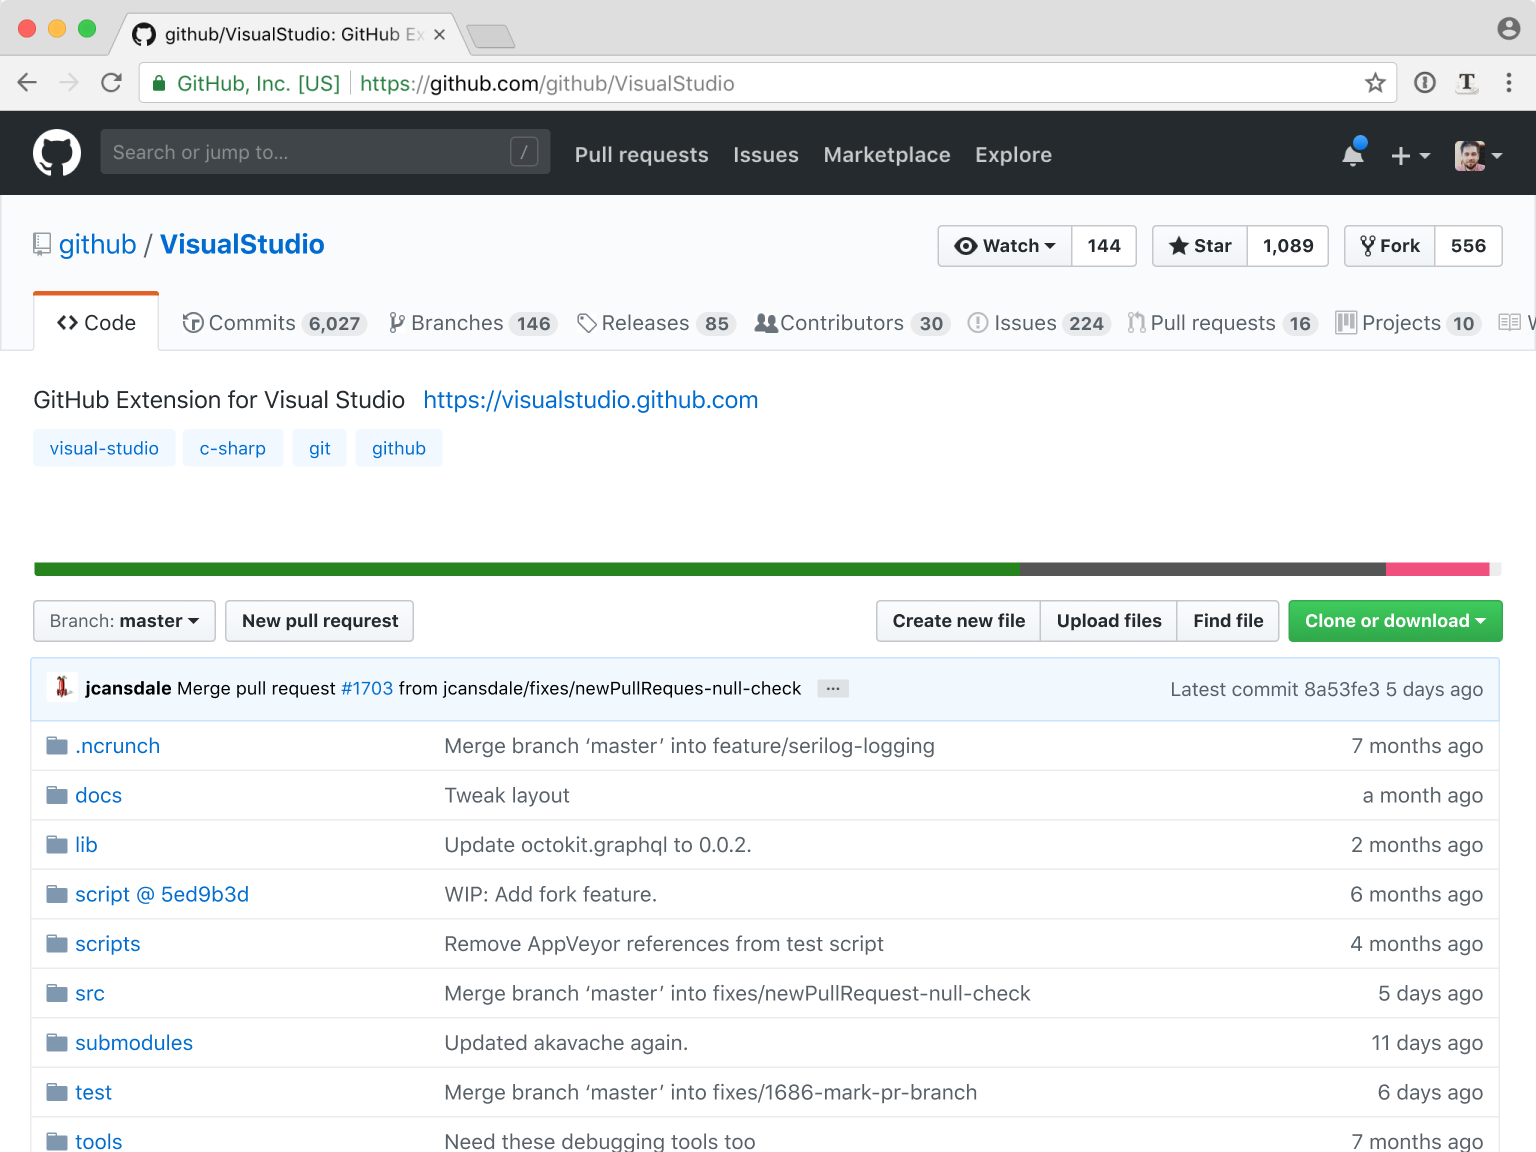 github/VisualStudio: GitHub Ex
GitHub, Inc. [US] https://github.com/github/VisualStudio
Search or jump to... / Pull requests Issues Marketplace Explore
github / VisualStudio Watch 144 Star 1,089 Fork 556
Code Commits 6,027 Branches 146 Releases 85 Contributors 30 Issues 224 Pull requests 16 Projects 10
GitHub Extension for Visual Studio https://visualstudio.github.com
visual-studio c-sharp git github
Branch: master New pull requrest Create new file Upload files Find file Clone or download
jcansdale Merge pull request #1703 from jcansdale/fixes/newPullReques-null-check ... Latest commit 8a53fe3 5 days ago
.ncrunch Merge branch ‘master’ into feature/serilog-logging 7 months ago
docs Tweak layout a month ago
lib Update octokit.graphql to 0.0.2. 2 months ago
script @ 5ed9b3d WIP: Add fork feature. 6 months ago
scripts Remove AppVeyor references from test script 4 months ago
src Merge branch ‘master’ into fixes/newPullRequest-null-check 5 days ago
submodules Updated akavache again. 11 days ago
test Merge branch ‘master’ into fixes/1686-mark-pr-branch 6 days ago
tools Need these debugging tools too 7 months ago